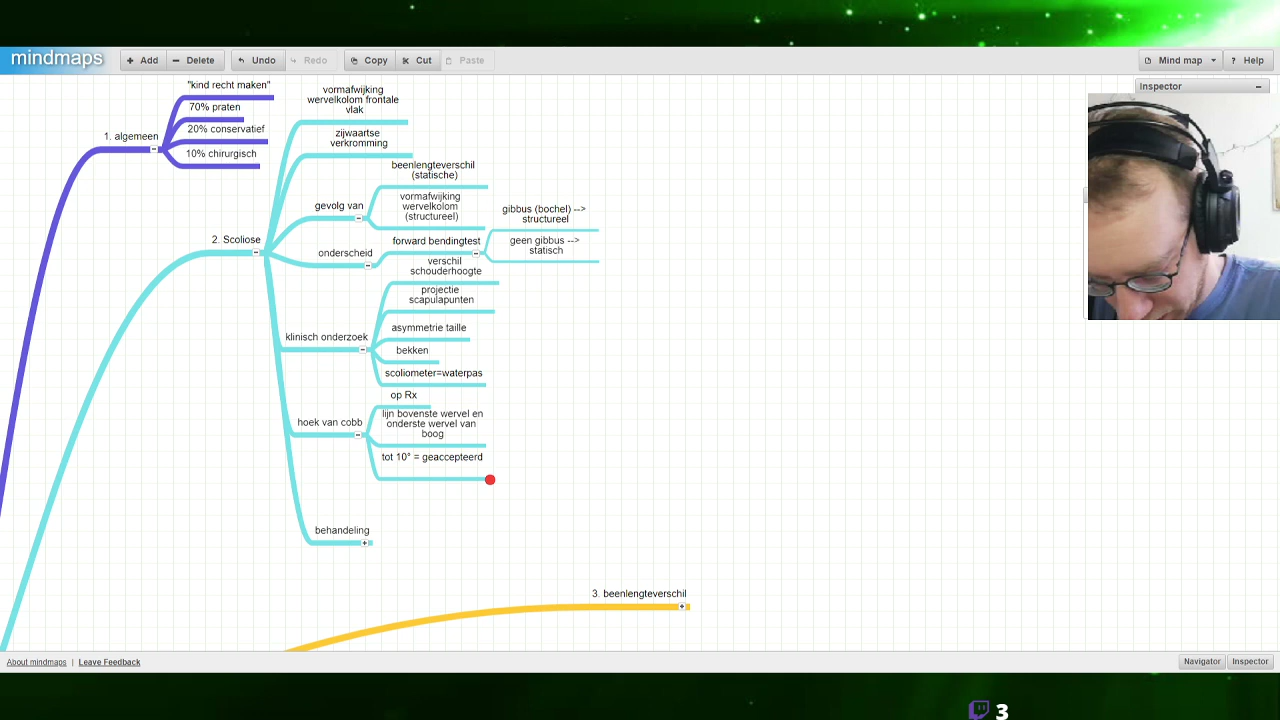 mindmaps
Add
Delete
Undo
Redo
Copy
Cut
Paste
Mind map
? Help
Inspector
1. algemeen
"kind recht maken"
70% praten
20% conservatief
10% chirurgisch
2. Scoliose
vormafwijking
wervelkolom frontale
vlak
zijwaartse
verkromming
gevolg van
beenlengteverschil
(statische)
vormafwijking
wervelkolom
(structureel)
onderscheid
forward bendingtest
gibbus (bochel) -->
structureel
geen gibbus -->
statisch
klinisch onderzoek
verschil
schouderhoogte
projectie
scapulapunten
asymmetrie taille
bekken
scoliometer=waterpas
hoek van cobb
op Rx
lijn bovenste wervel en
onderste wervel van
boog
tot 10° = geaccepteerd
behandeling
3. beenlengteverschil
About mindmaps | Leave Feedback
Navigator
Inspector
3